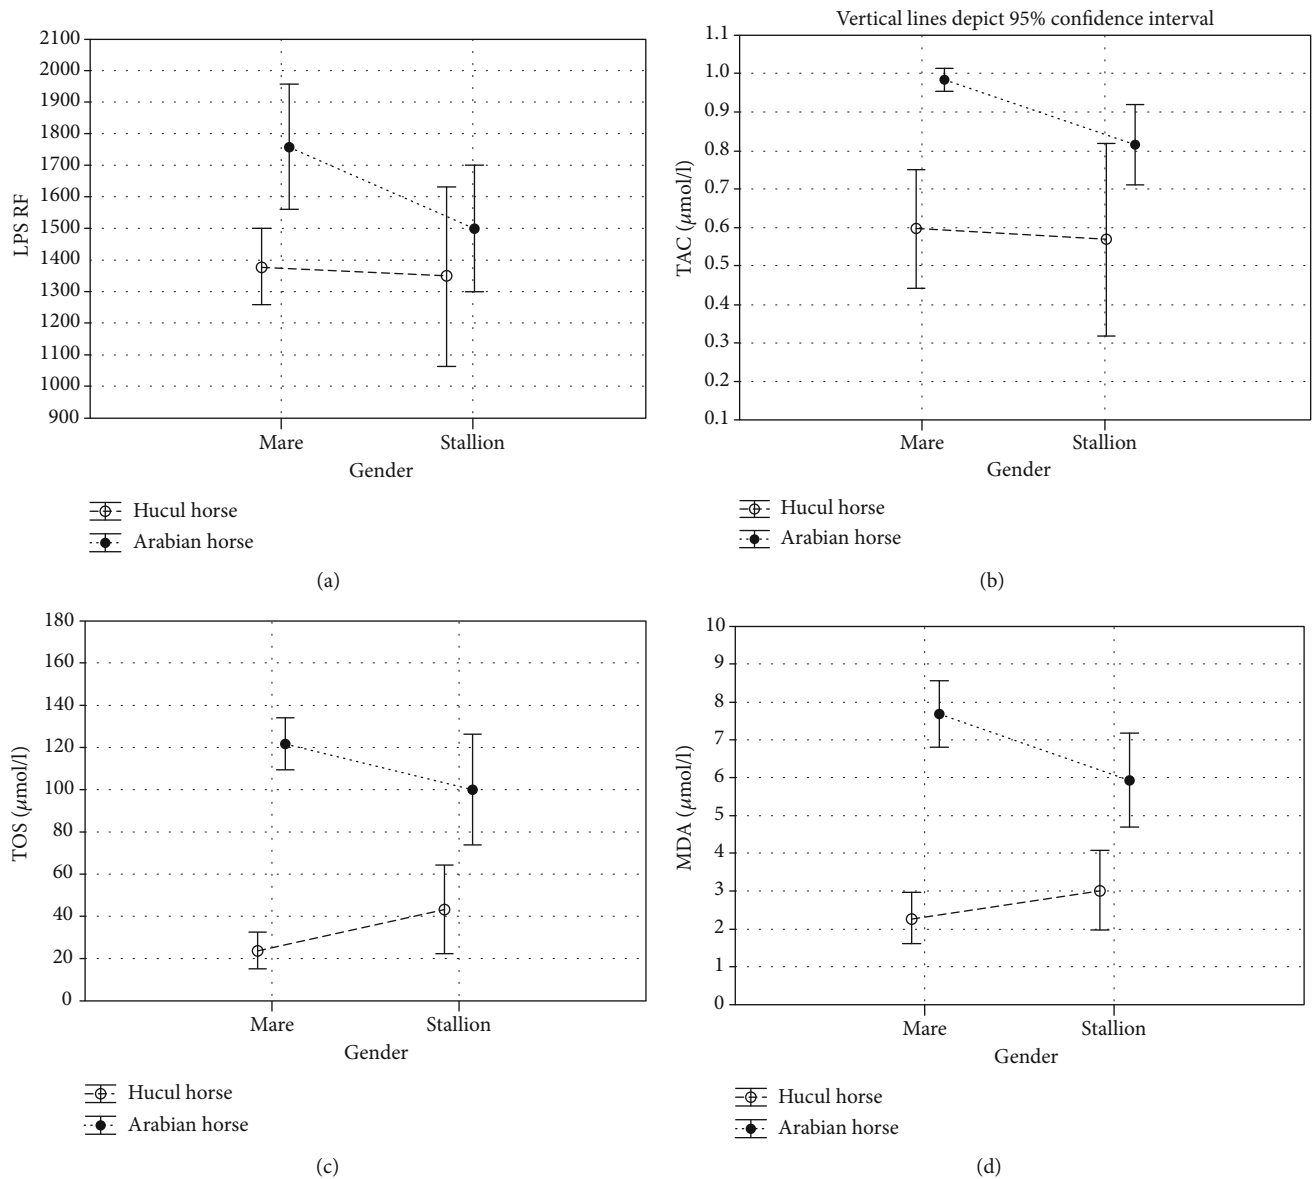 2100
2000
1900
1800
1700
1600
1500
1400
1300
1200
1100
1000
900
LPS RF
Mare Stallion
Gender
Hucul horse
Arabian horse
(a)
Vertical lines depict 95% confidence interval
1.1
1.0
0.9
0.8
0.7
0.6
0.5
0.4
0.3
0.2
0.1
TAC (μmol/l)
Mare Stallion
Gender
Hucul horse
Arabian horse
(b)
180
160
140
120
100
80
60
40
20
0
TOS (μmol/l)
Mare Stallion
Gender
Hucul horse
Arabian horse
(c)
10
9
8
7
6
5
4
3
2
1
0
MDA (μmol/l)
Mare Stallion
Gender
Hucul horse
Arabian horse
(d)